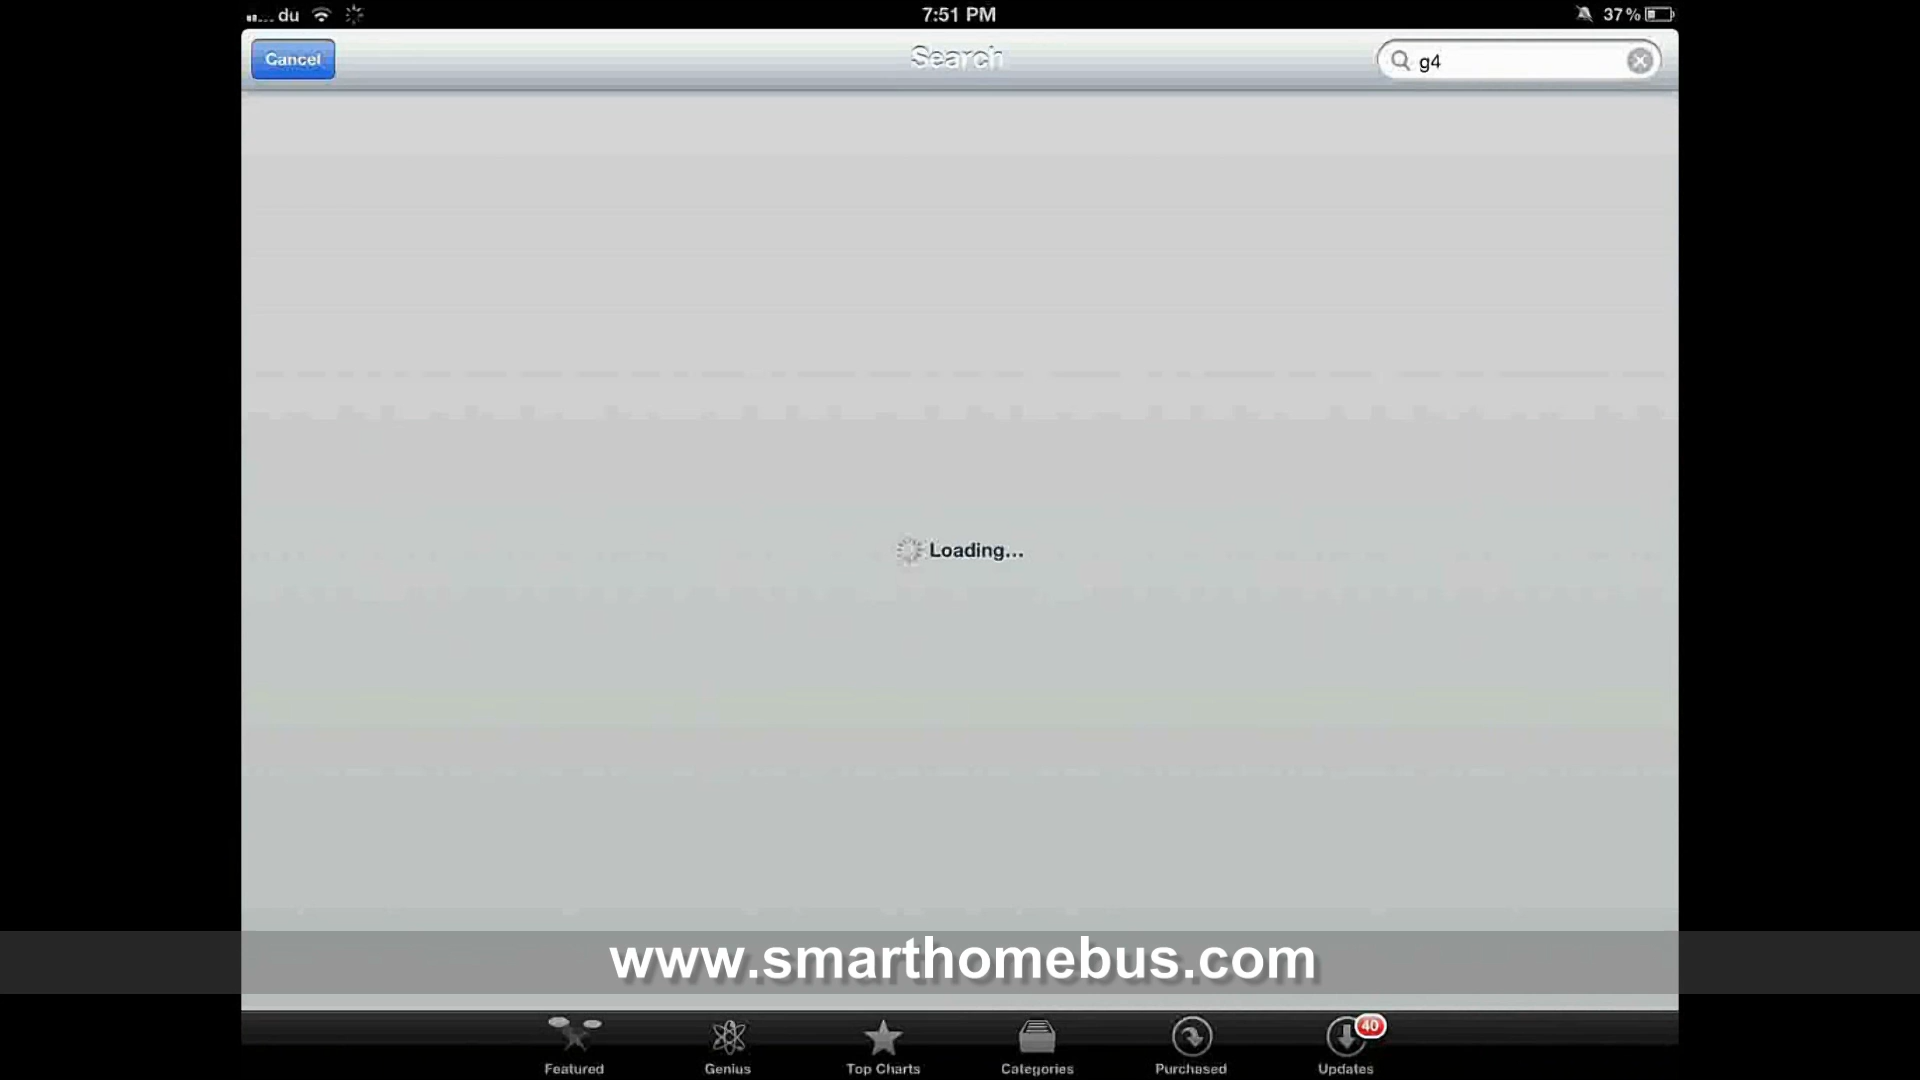 du 7:51 PM 37%
Cancel Search g4
Loading...
www.smarthomebus.com
40
Featured Genius Top Charts Categories Purchased Updates